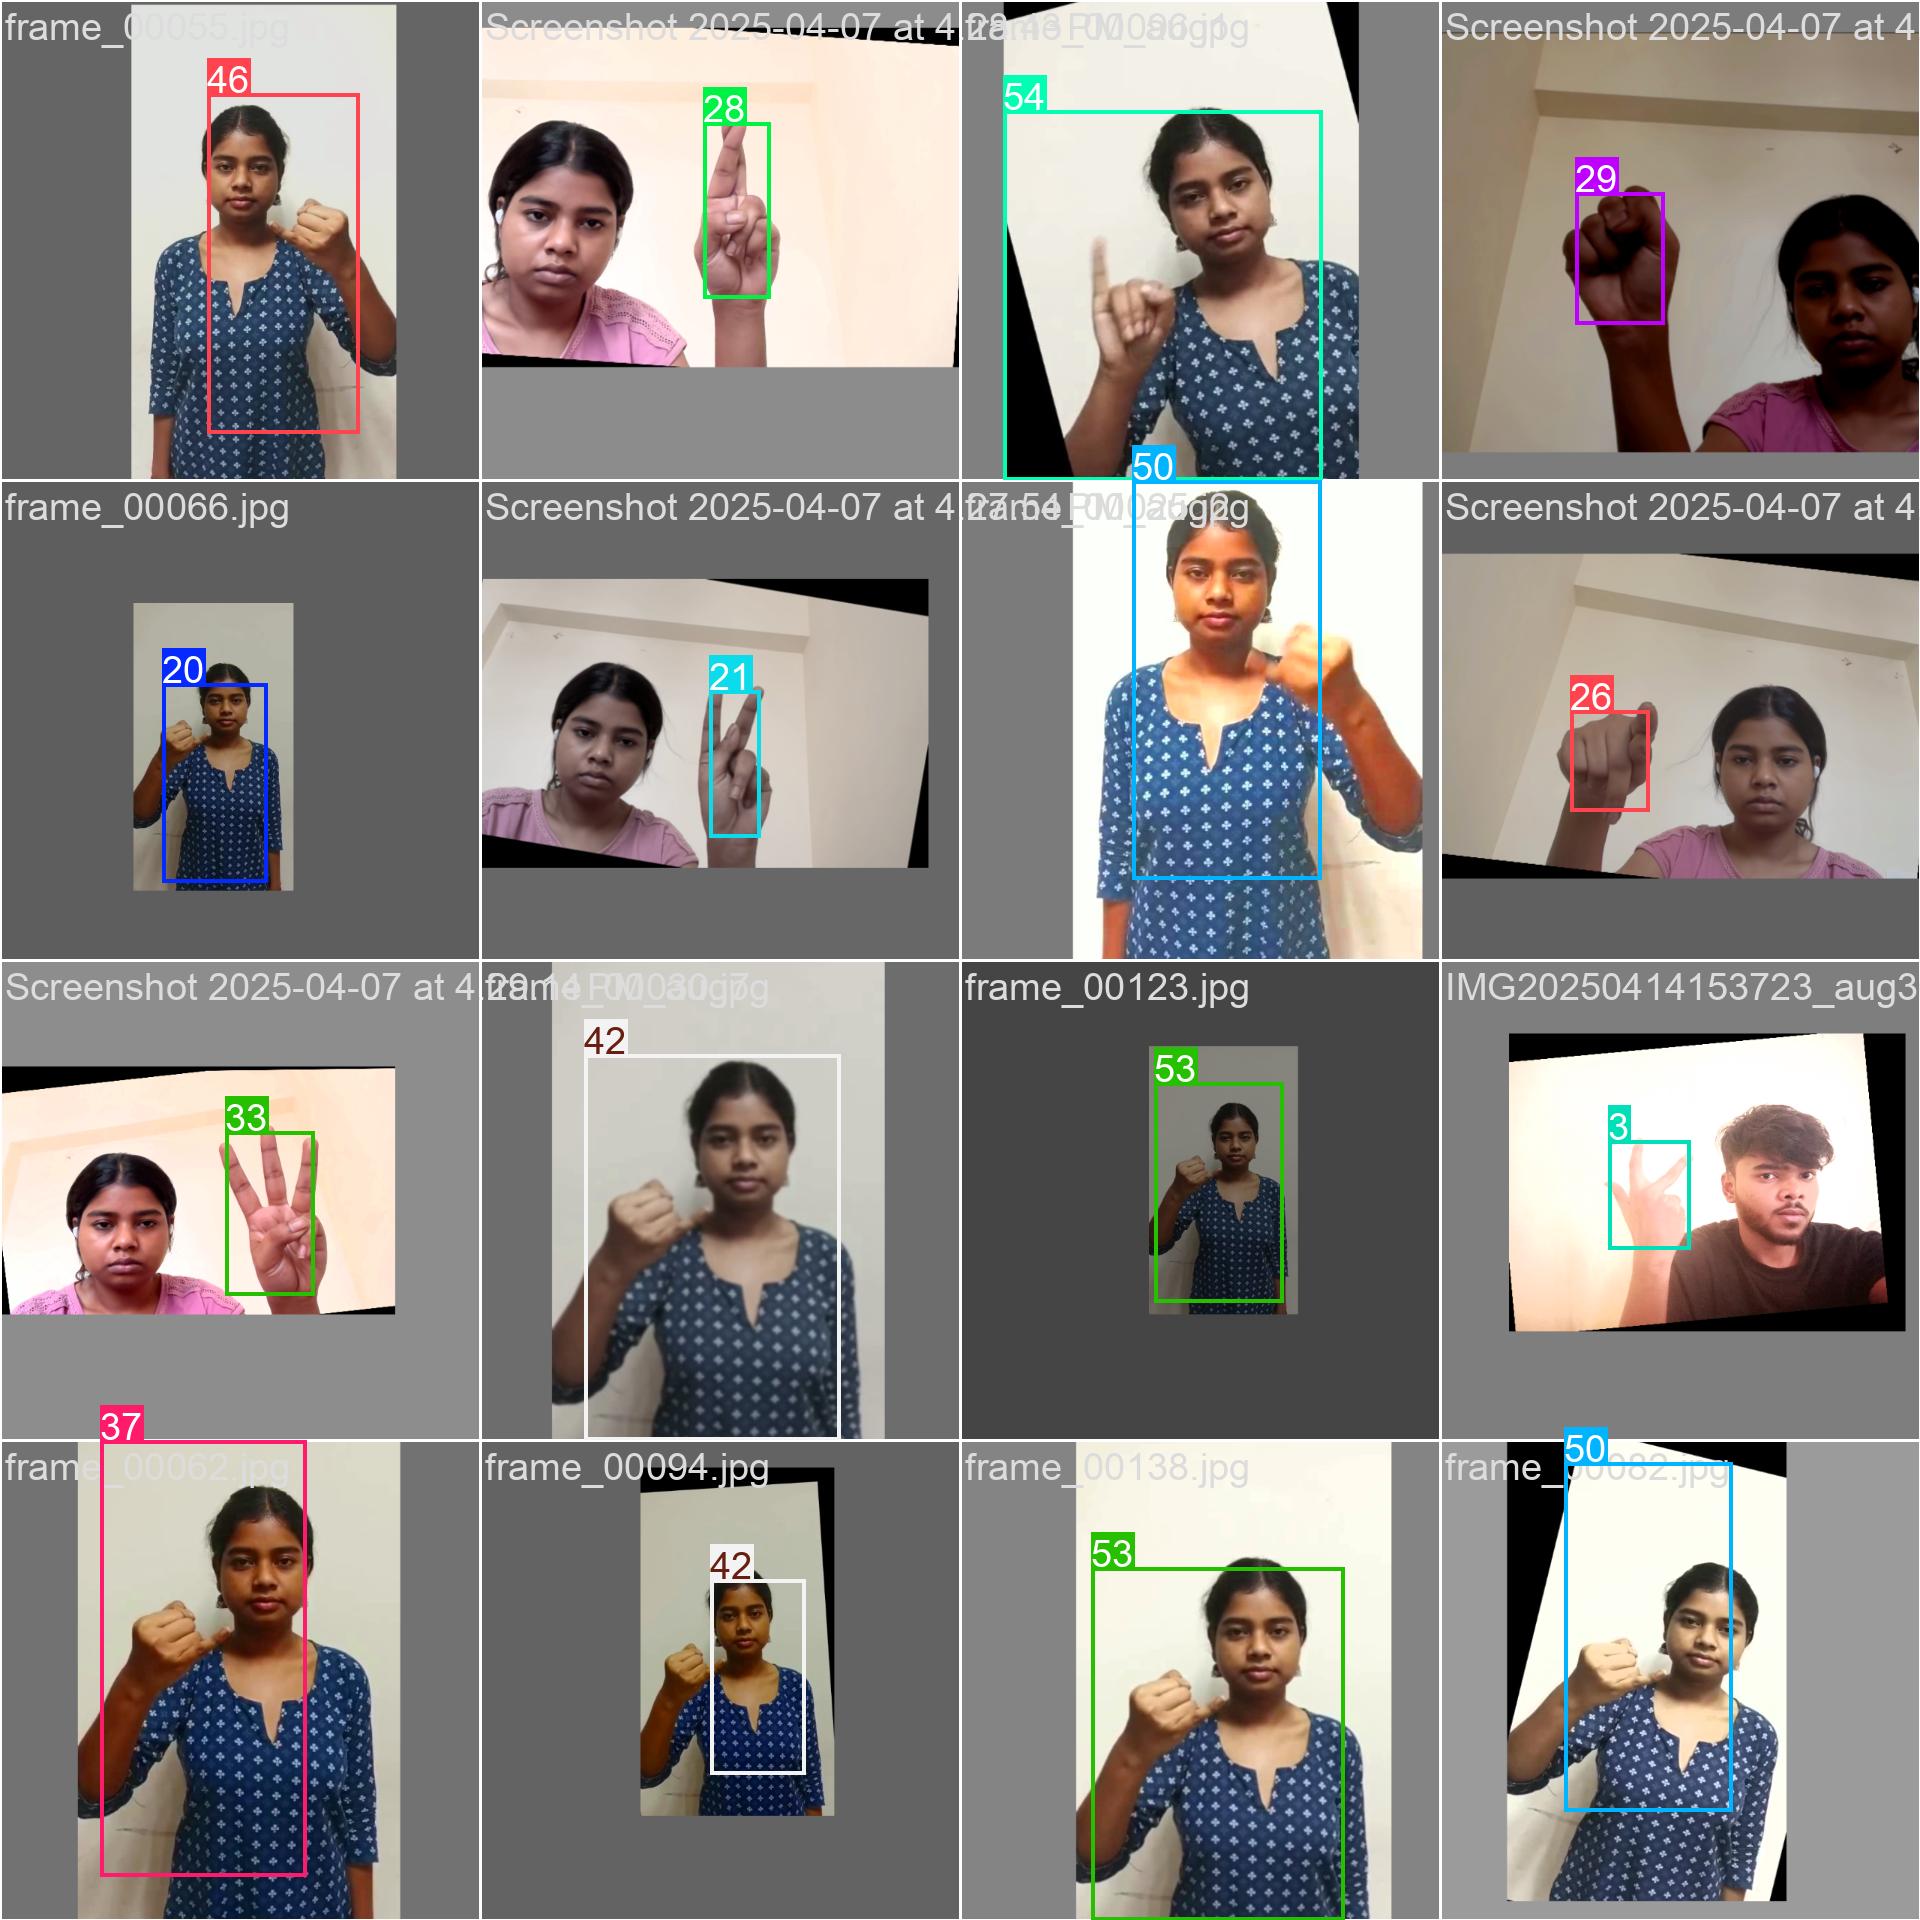 frame_00055.jpg
46
Screenshot 2025-04-07 at 4
28
54
Screenshot 2025-04-07 at 4
29
frame_00066.jpg
20
Screenshot 2025-04-07 at 4
21
50
Screenshot 2025-04-07 at 4
26
Screenshot 2025-04-07 at 4
33
42
frame_00123.jpg
53
IMG20250414153723_aug3
3
frame_00062.jpg
37
frame_00094.jpg
42
frame_00138.jpg
53
frame_00082.jpg
50